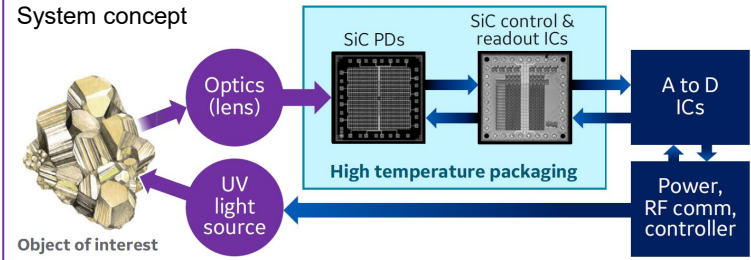 System concept
SiC PDs
SiC control &
readout ICs
Optics
(lens)
A to D
ICs
High temperature packaging
UV
light
source
Power,
RF comm,
controller
Object of interest